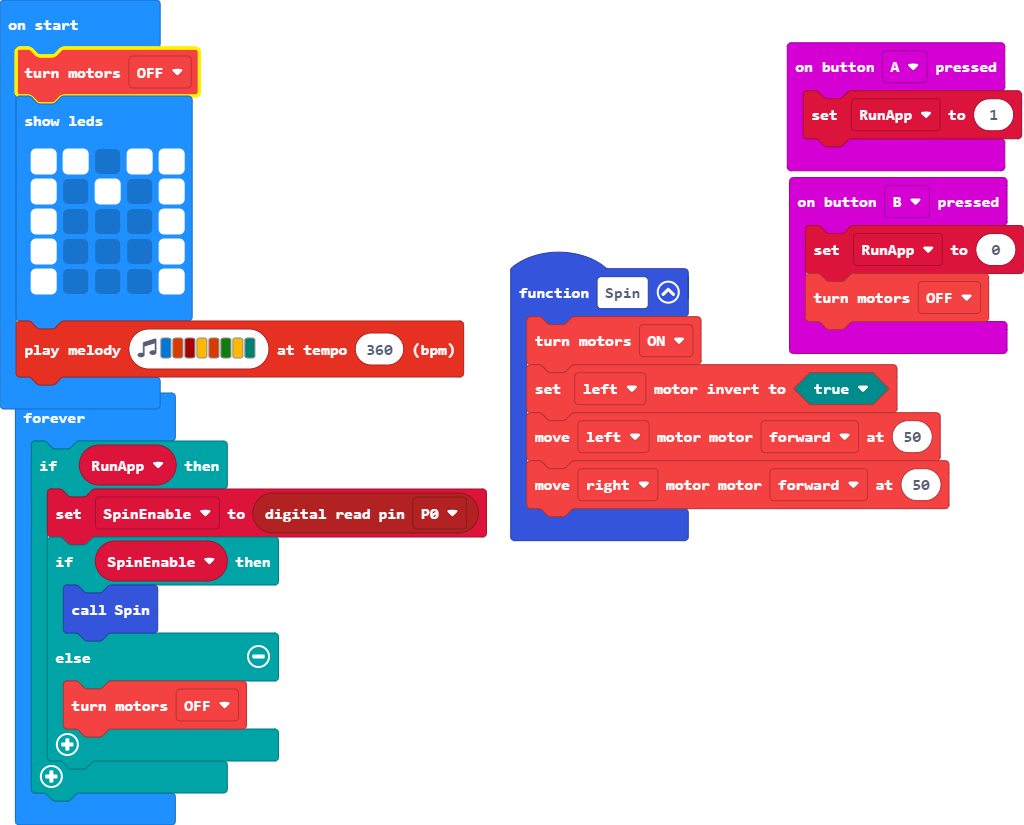 on start
turn motors OFF
show leds
play melody at tempo 360 (bpm)
forever
if RunApp then
set SpinEnable to digital read pin P0
if SpinEnable then
call Spin
else
turn motors OFF
function Spin
turn motors ON
set left motor invert to true
move left motor motor forward at 50
move right motor motor forward at 50
on button A pressed
set RunApp to 1
on button B pressed
set RunApp to 0
turn motors OFF